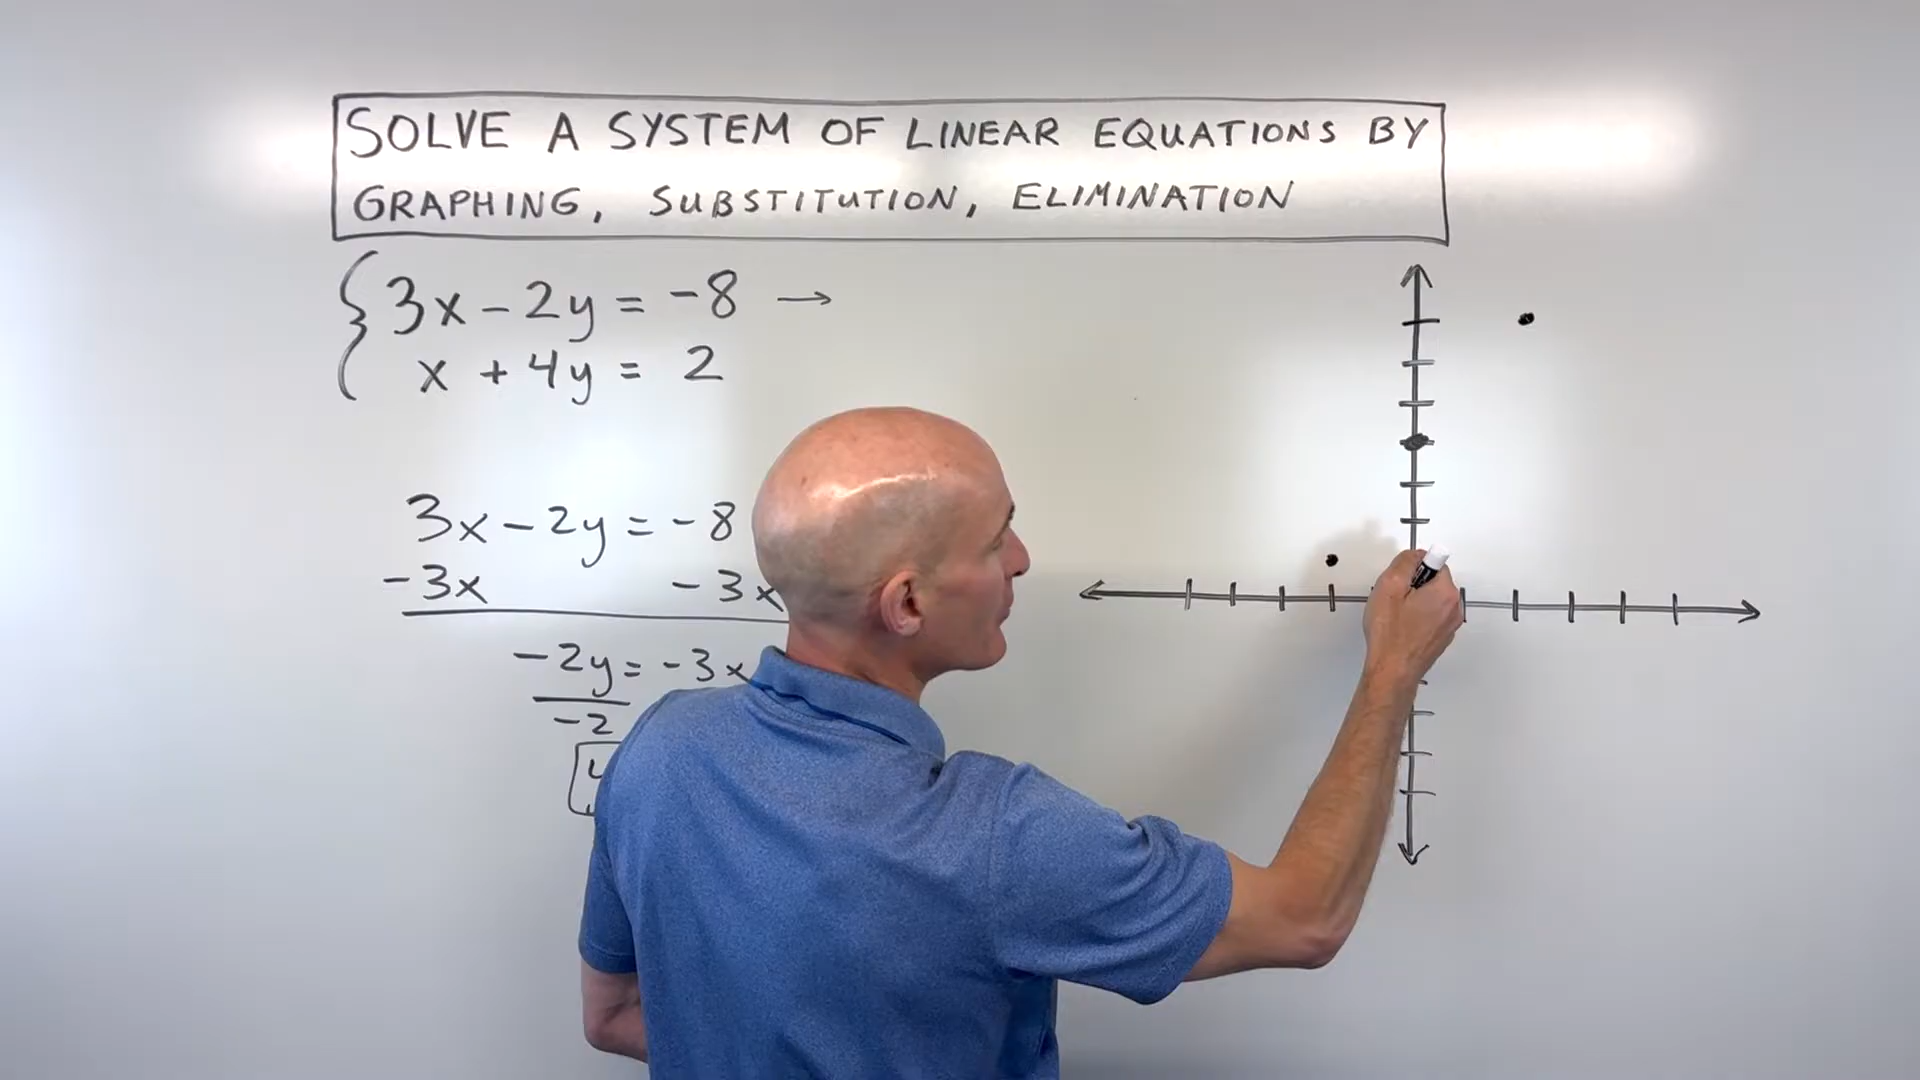 SOLVE A SYSTEM OF LINEAR EQUATIONS BY
GRAPHING, SUBSTITUTION, ELIMINATION
3x - 2y = -8 →
x + 4y = 2
3x - 2y = -8
-3x -3x
-2y = -3x
-2